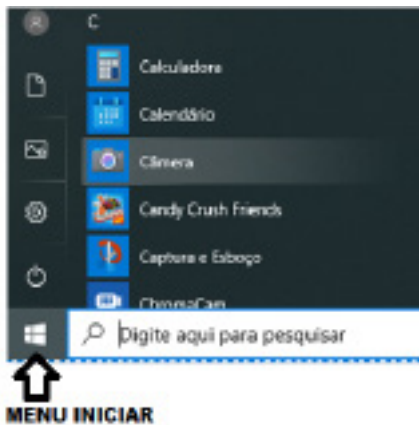 C
Calculadora
Calendário
Câmera
Candy Crush Friends
Captura e Esboço
ChromaCam
Digite aqui para pesquisar
MENU INICIAR